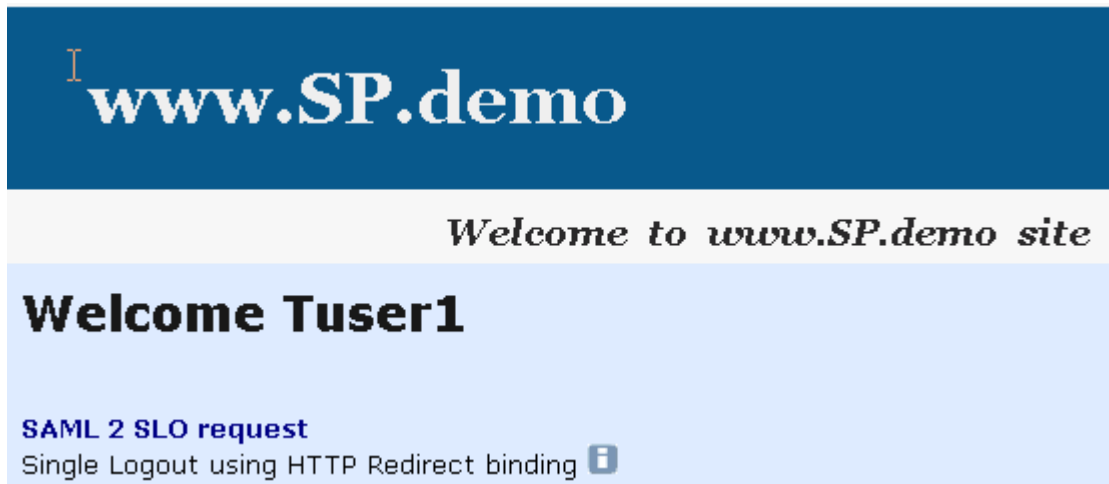 www.SP.demo
Welcome to www.SP.demo site
Welcome Tuser1
SAML 2 SLO request
Single Logout using HTTP Redirect binding